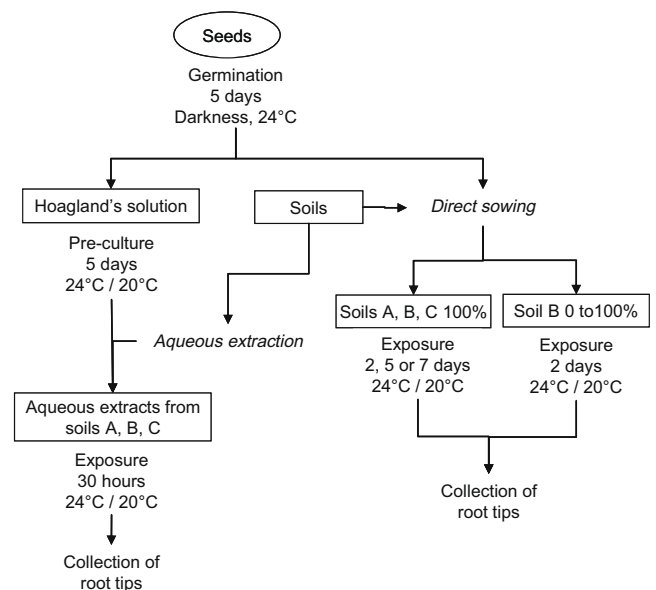 Seeds
Germination
5 days
Darkness, 24°C
Hoagland's solution
Soils
Direct sowing
Pre-culture
5 days
24°C / 20°C
Aqueous extraction
Soils A, B, C 100%
Soil B 0 to100%
Exposure
2, 5 or 7 days
24°C / 20°C
Exposure
2 days
24°C / 20°C
Aqueous extracts from
soils A, B, C
Exposure
30 hours
24°C / 20°C
Collection of
root tips
Collection of
root tips